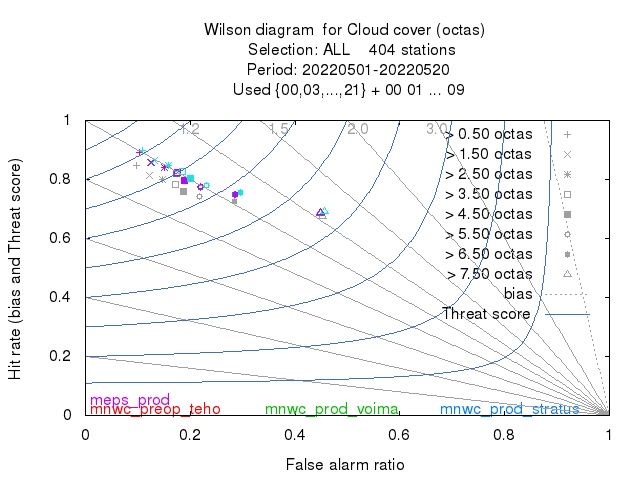 Wilson diagram  for Cloud cover (octas)
Selection: ALL    404 stations
Period: 20220501-20220520
Used {00,03,...,21} + 00 01 ... 09
Hit rate (bias and Threat score)
1
0.8
0.6
0.4
0.2
0
1.2 1.5 2.0 3.0
> 0.50 octas
> 1.50 octas
> 2.50 octas
> 3.50 octas
> 4.50 octas
> 5.50 octas
> 6.50 octas
> 7.50 octas
bias
Threat score
meps_prod
mnwc_preop_teho mnwc_prod_voima mnwc_prod_stratus
0 0.2 0.4 0.6 0.8 1
False alarm ratio